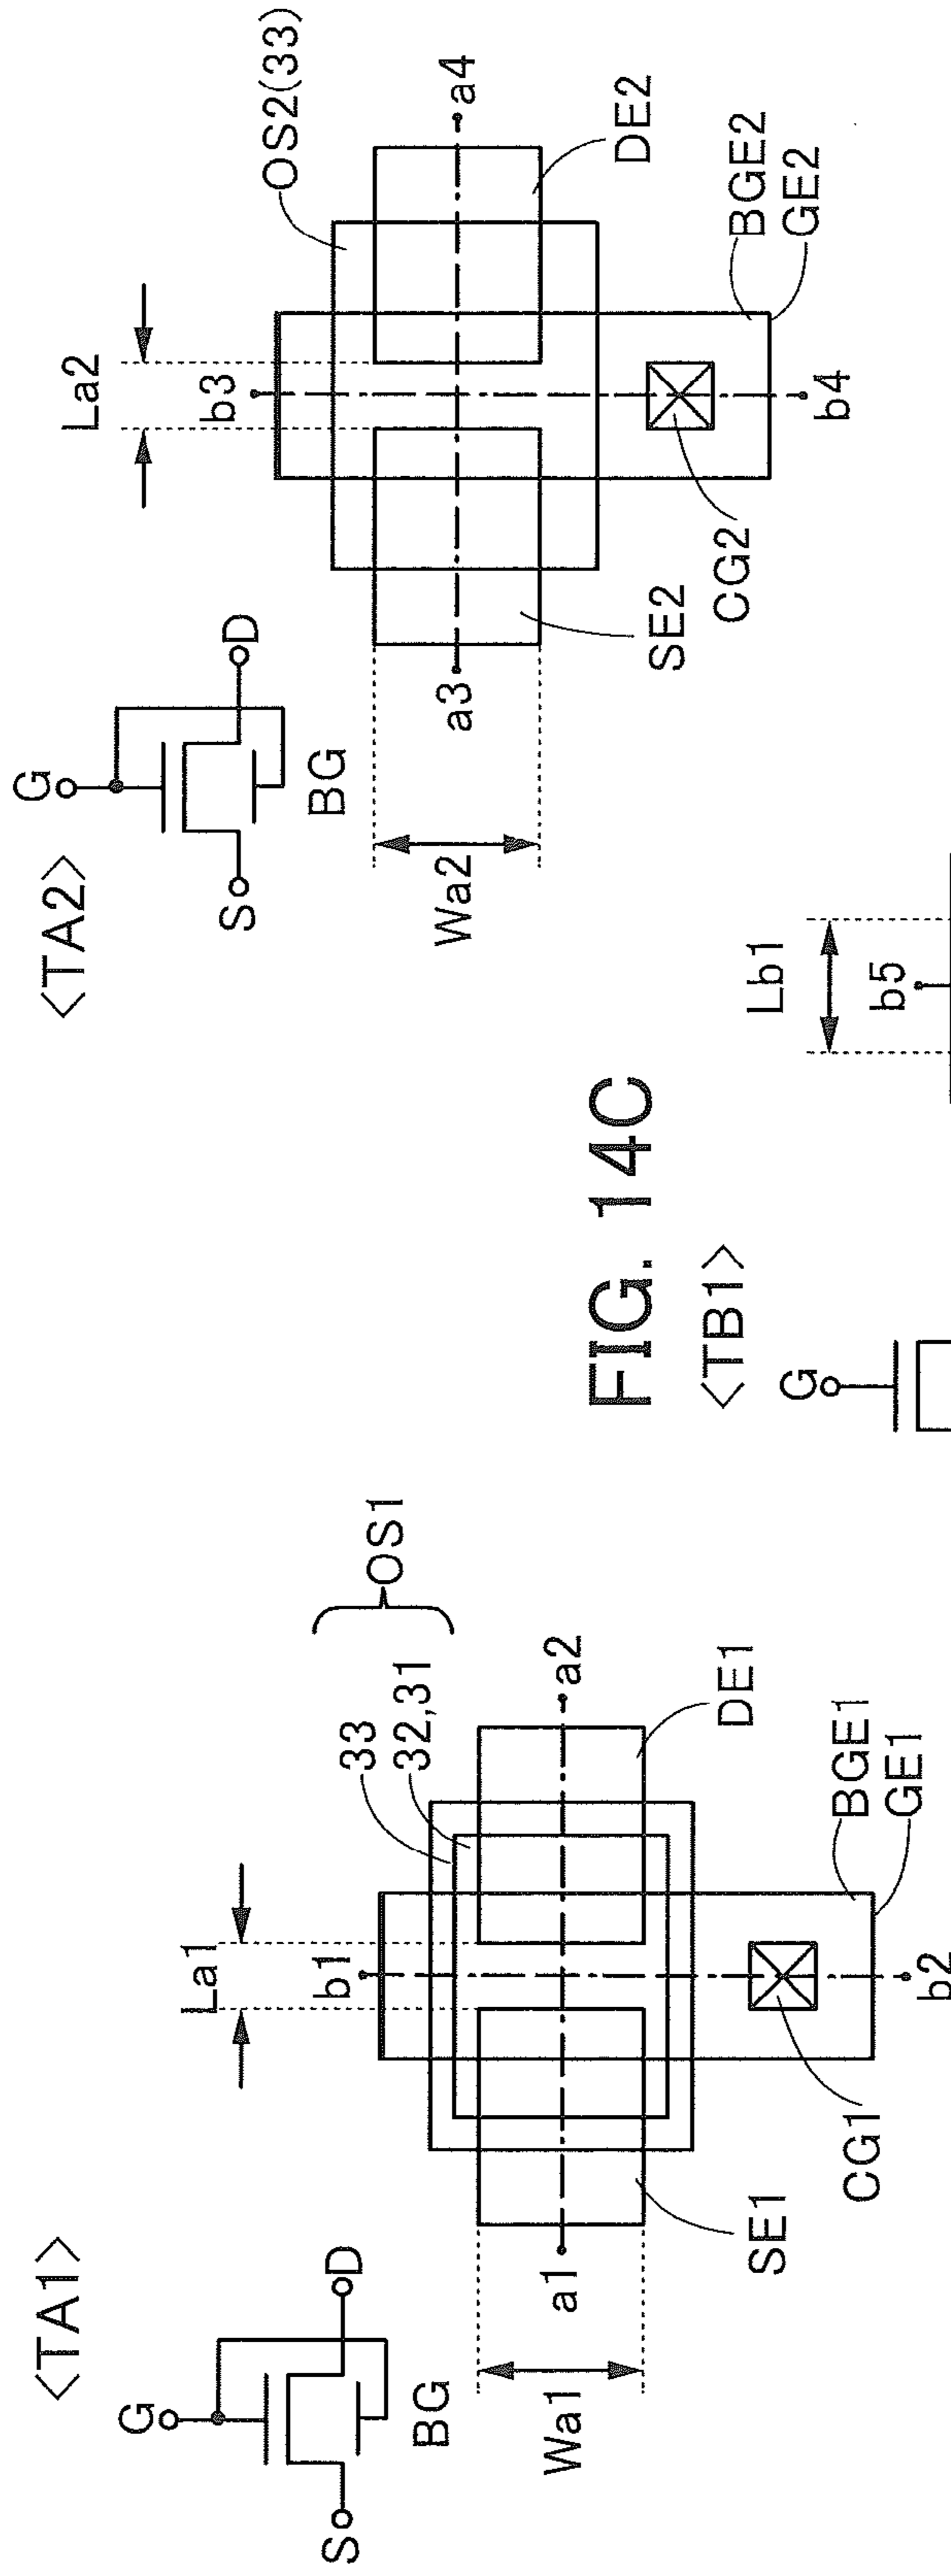 <TA1>
G
S
D
BG
La1
b1
33
32,31
OS1
a1
a2
Wa1
SE1
DE1
CG1
BGE1
GE1
b2
<TA2>
G
S
D
BG
La2
b3
OS2(33)
a3
a4
Wa2
SE2
DE2
CG2
BGE2
GE2
b4
FIG. 14C
<TB1>
G
Lb1
b5